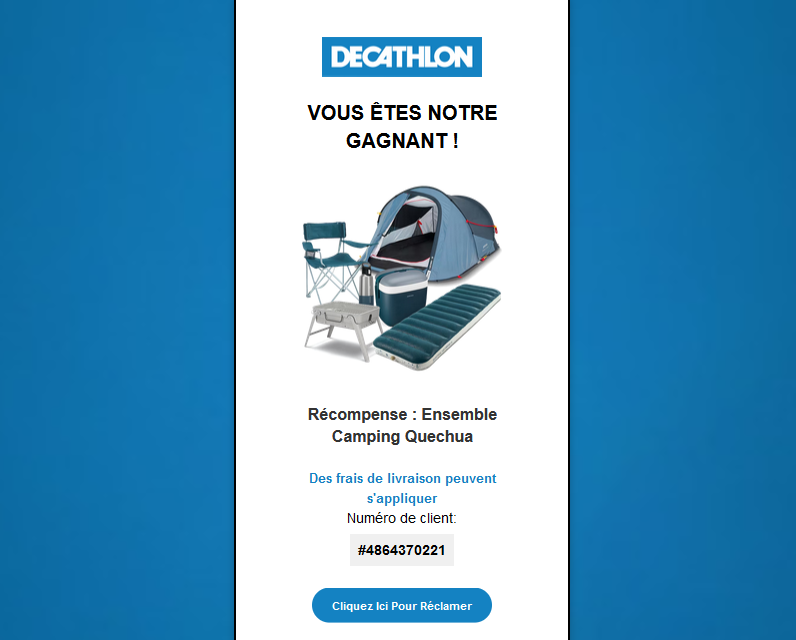 DECATHLON
VOUS ÊTES NOTRE
GAGNANT !
Récompense : Ensemble
Camping Quechua
Des frais de livraison peuvent
s'appliquer
Numéro de client:
#4864370221
Cliquez Ici Pour Réclamer